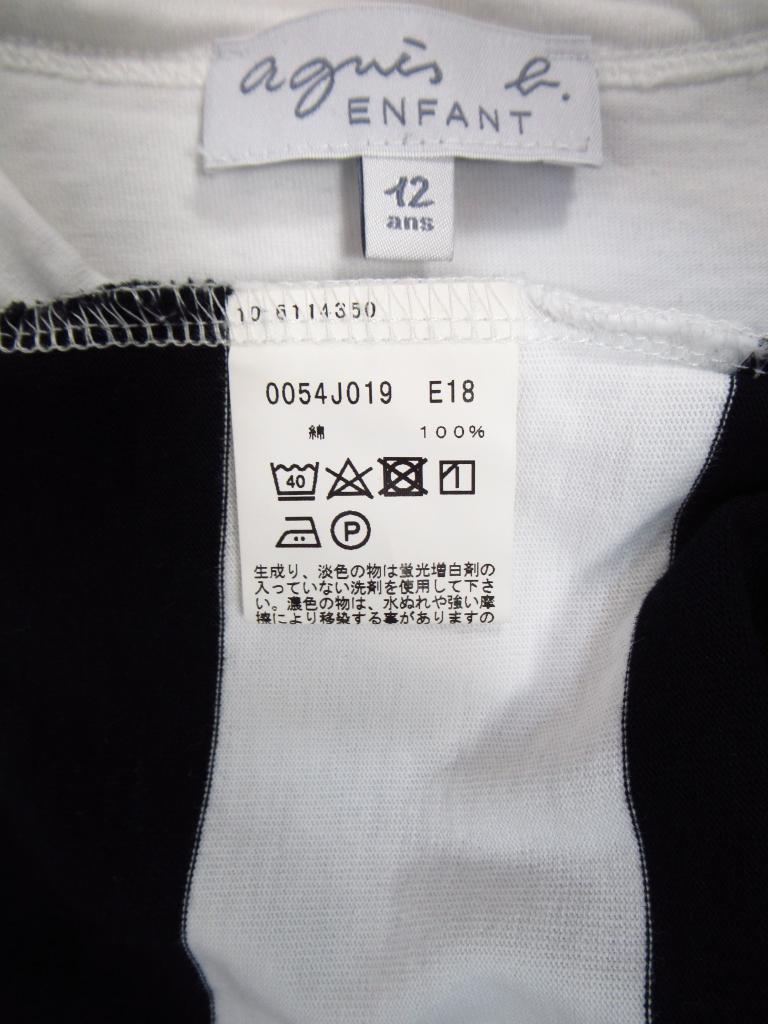 agnès b.
ENFANT
12
ans
10 6114350
0054J019 E18
綿 100%
40
P
生成り、淡色の物は蛍光増白剤の
入っていない洗剤を使用して下さ
い。濃色の物は、水ぬれや強い摩
擦により移染する事がありますの